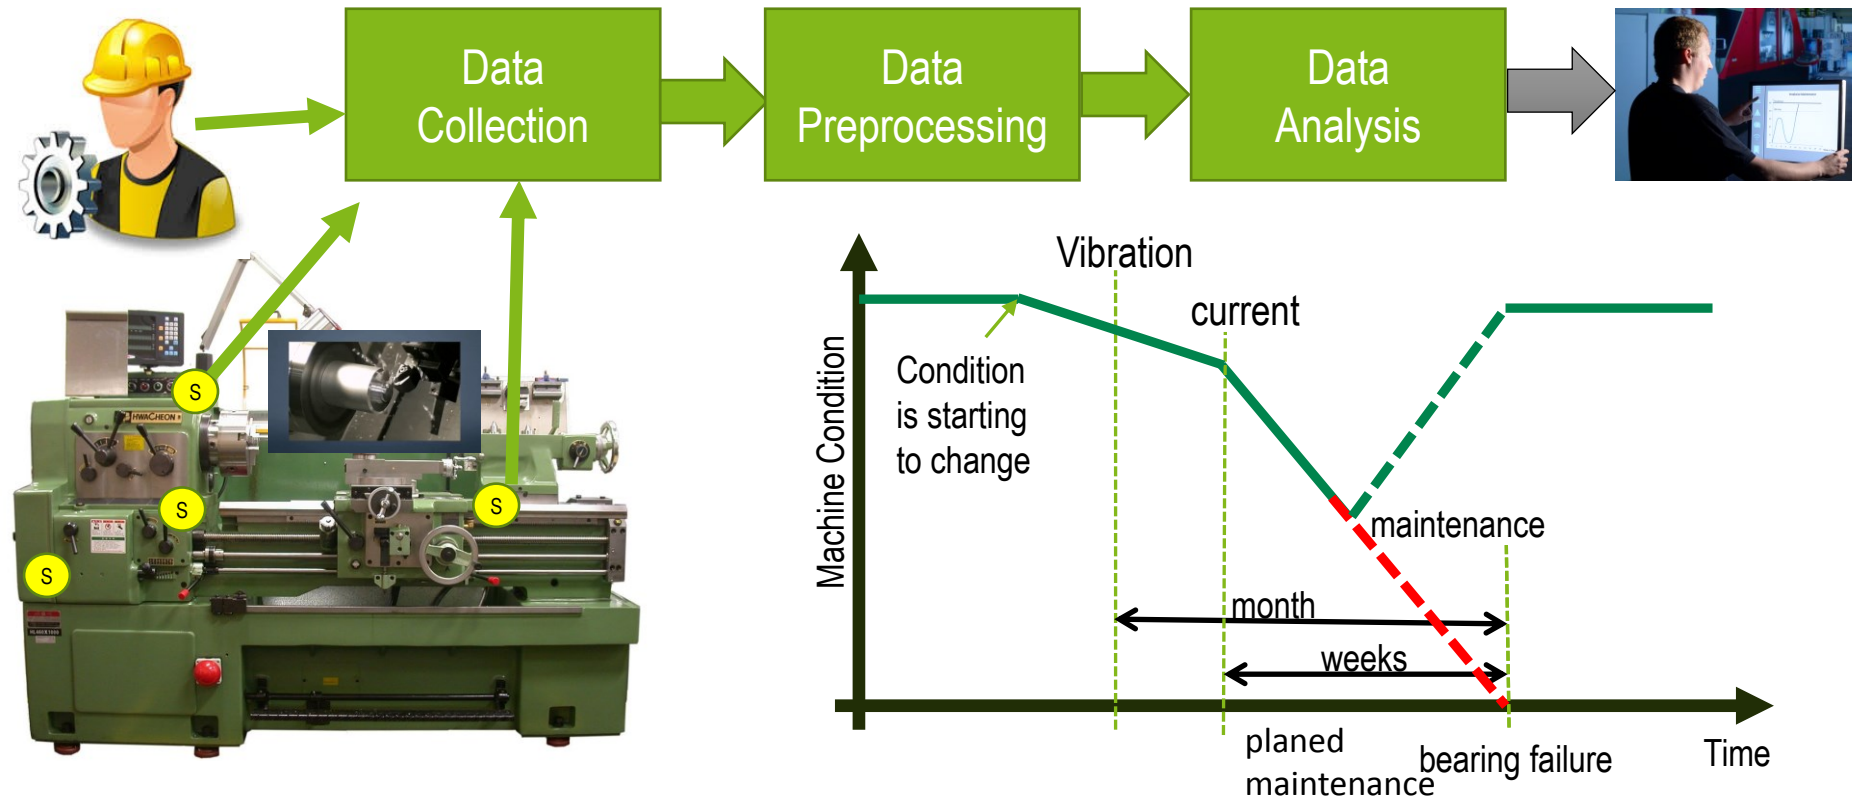 Data
Collection
Data
Preprocessing
Data
Analysis
Vibration
current
Condition
is starting
to change
Machine Condition
maintenance
month
weeks
planed
maintenance
bearing failure
Time
S
S
S
S
HWACHEON